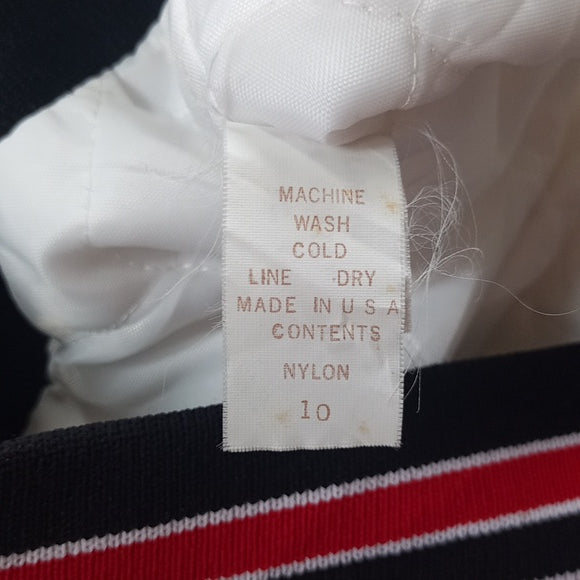 MACHINE
WASH
COLD
LINE DRY
MADE IN U S A
CONTENTS
NYLON
10